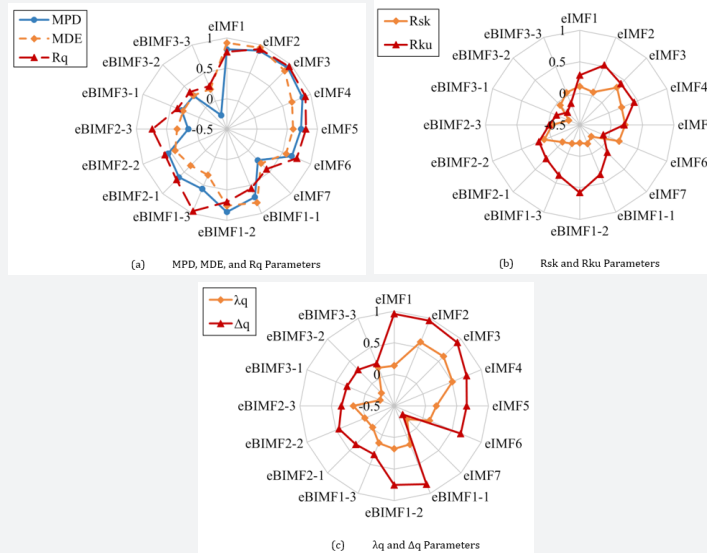 MPD
MDE
Rq
eIMF1
eIMF2
eIMF3
eIMF4
eIMF5
eIMF6
eIMF7
eBIMF1-1
eBIMF1-2
eBIMF1-3
eBIMF2-1
eBIMF2-2
eBIMF2-3
eBIMF3-1
eBIMF3-2
eBIMF3-3
1
0.5
0
-0.5
(a) MPD, MDE, and Rq Parameters
Rsk
Rku
eIMF1
eIMF2
eIMF3
eIMF4
eIMF
eIMF6
eIMF7
eBIMF1-1
eBIMF1-2
eBIMF1-3
eBIMF2-1
eBIMF2-2
eBIMF2-3
eBIMF3-1
eBIMF3-2
eBIMF3-3
1
0.5
0
-0.5
(b) Rsk and Rku Parameters
λq
Δq
eIMF1
eIMF2
eIMF3
eIMF4
eIMF5
eIMF6
eIMF7
eBIMF1-1
eBIMF1-2
eBIMF1-3
eBIMF2-1
eBIMF2-2
eBIMF2-3
eBIMF3-1
eBIMF3-2
eBIMF3-3
1
0.5
0
-0.5
(c) λq and Δq Parameters